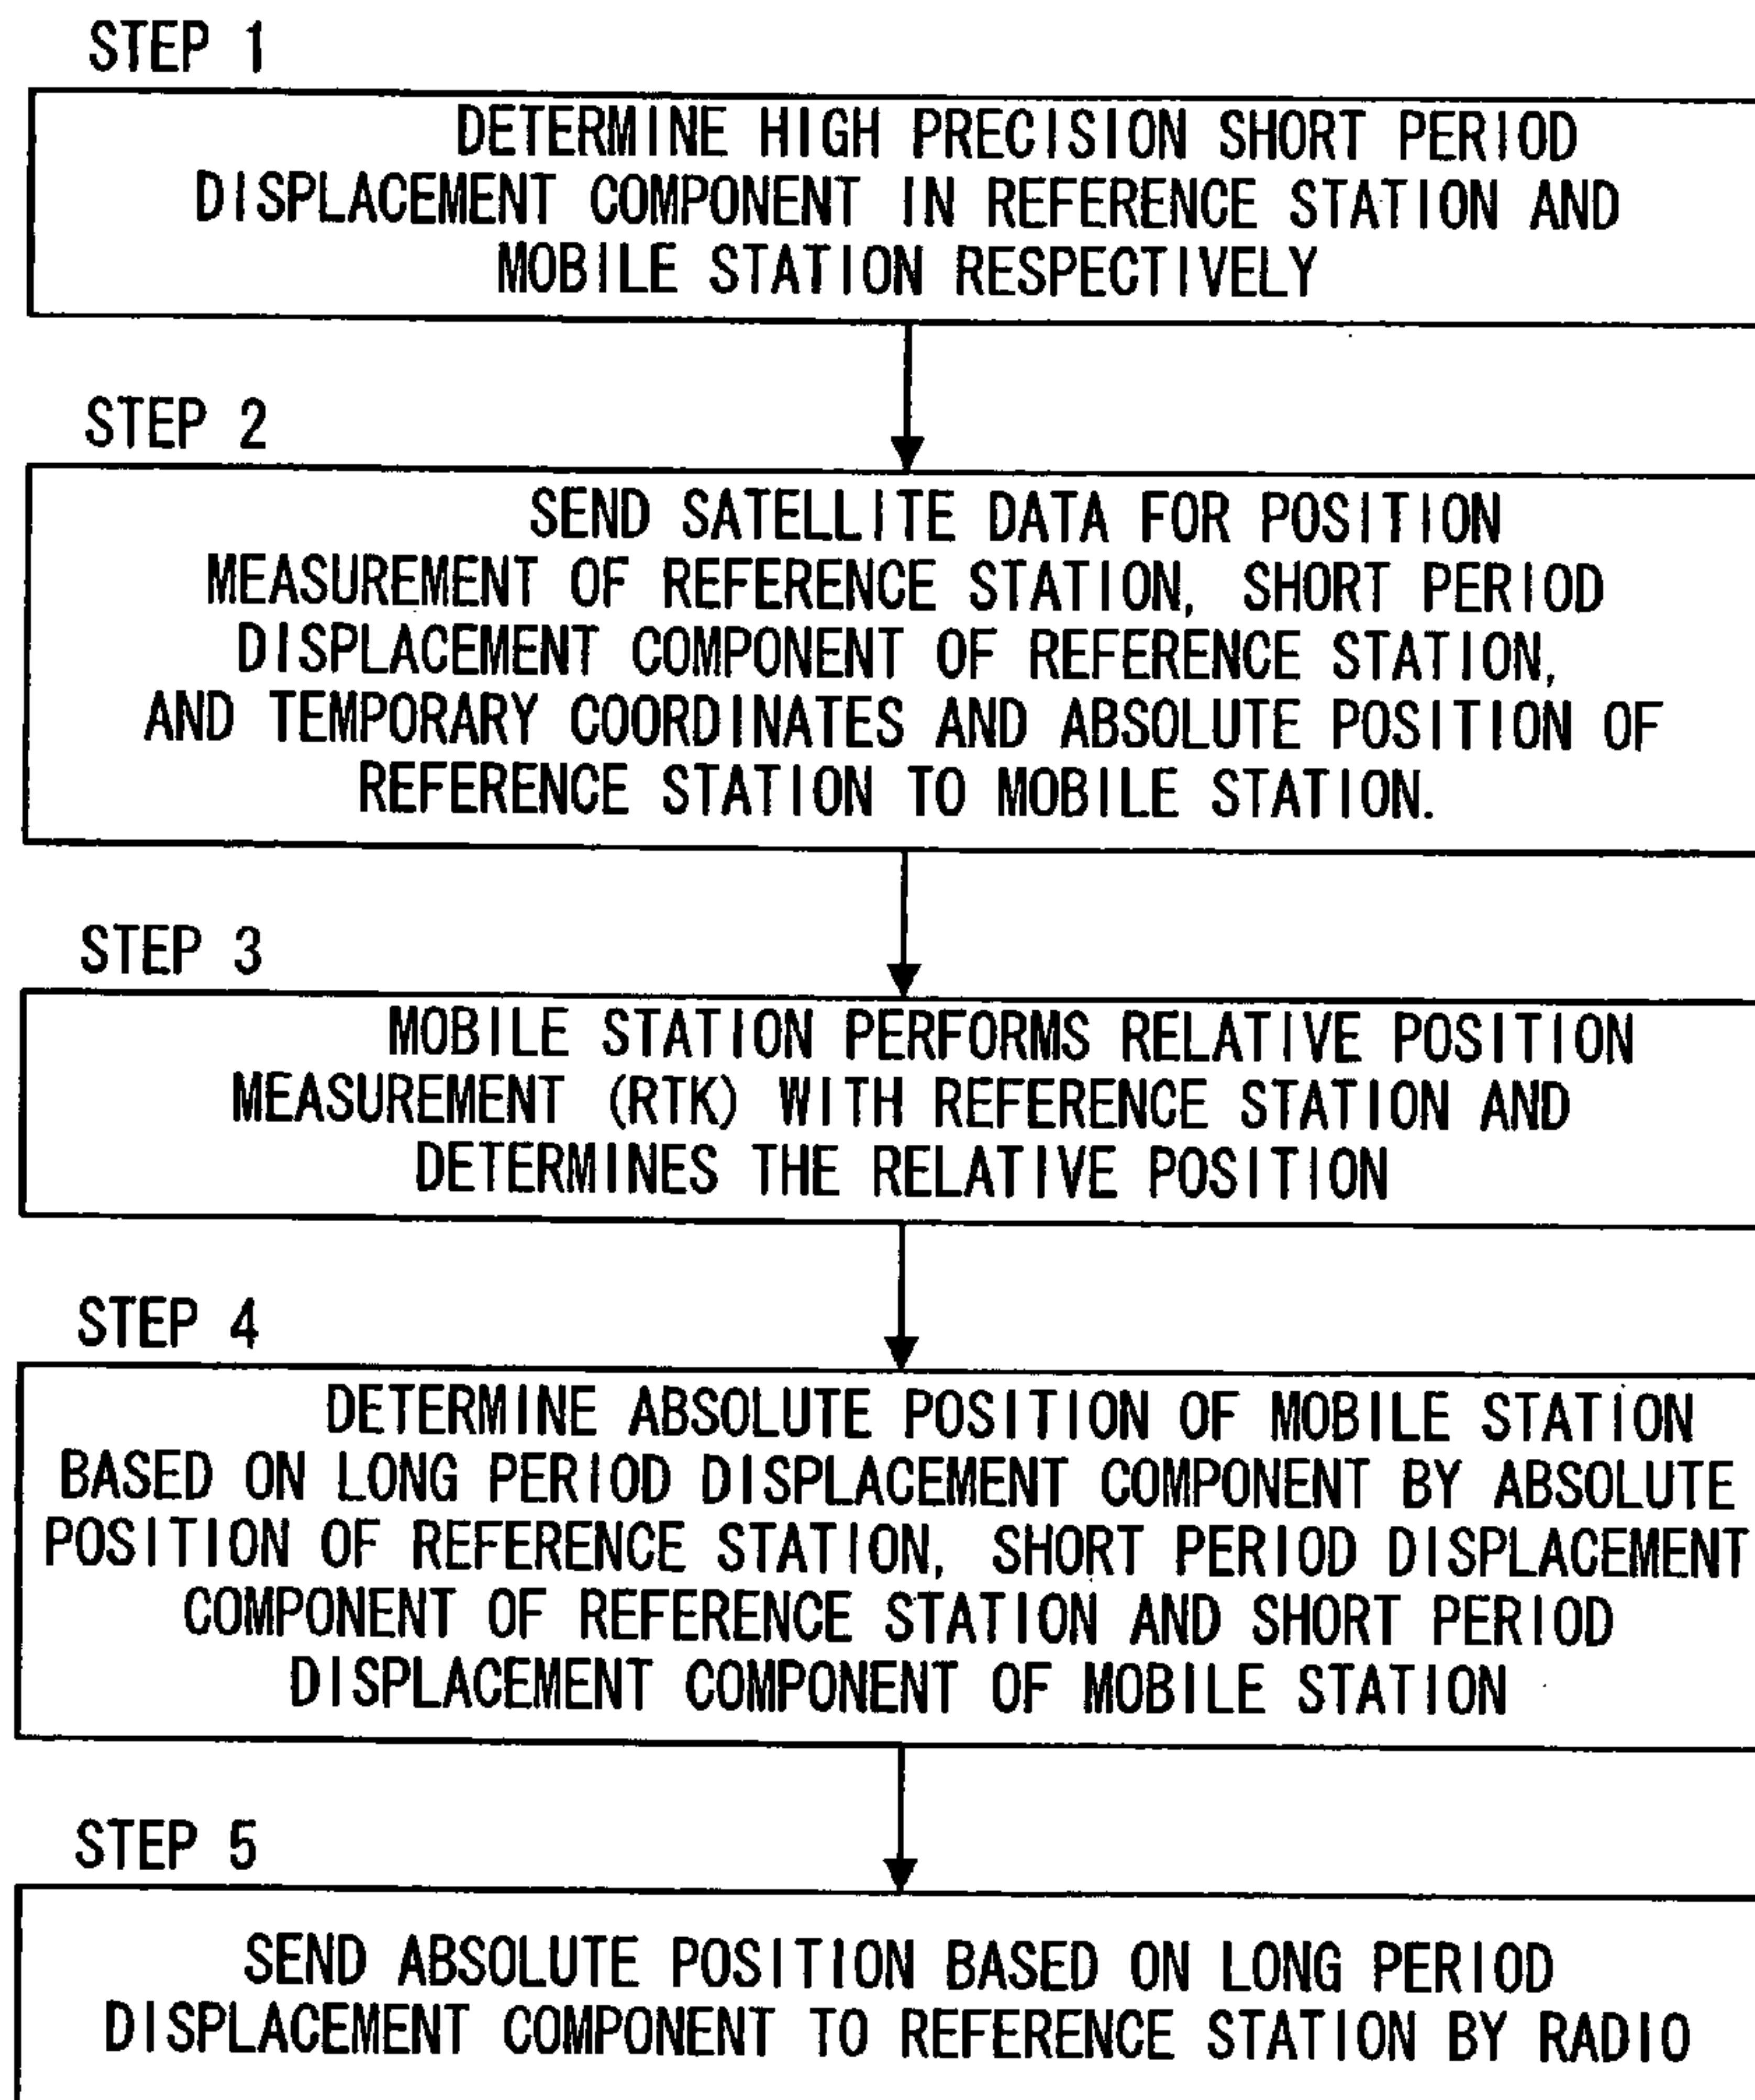 STEP 1
DETERMINE HIGH PRECISION SHORT PERIOD
DISPLACEMENT COMPONENT IN REFERENCE STATION AND
MOBILE STATION RESPECTIVELY
STEP 2
SEND SATELLITE DATA FOR POSITION
MEASUREMENT OF REFERENCE STATION, SHORT PERIOD
DISPLACEMENT COMPONENT OF REFERENCE STATION,
AND TEMPORARY COORDINATES AND ABSOLUTE POSITION OF
REFERENCE STATION TO MOBILE STATION.
STEP 3
MOBILE STATION PERFORMS RELATIVE POSITION
MEASUREMENT (RTK) WITH REFERENCE STATION AND
DETERMINES THE RELATIVE POSITION
STEP 4
DETERMINE ABSOLUTE POSITION OF MOBILE STATION
BASED ON LONG PERIOD DISPLACEMENT COMPONENT BY ABSOLUTE
POSITION OF REFERENCE STATION, SHORT PERIOD DISPLACEMENT
COMPONENT OF REFERENCE STATION AND SHORT PERIOD
DISPLACEMENT COMPONENT OF MOBILE STATION
STEP 5
SEND ABSOLUTE POSITION BASED ON LONG PERIOD
DISPLACEMENT COMPONENT TO REFERENCE STATION BY RADIO